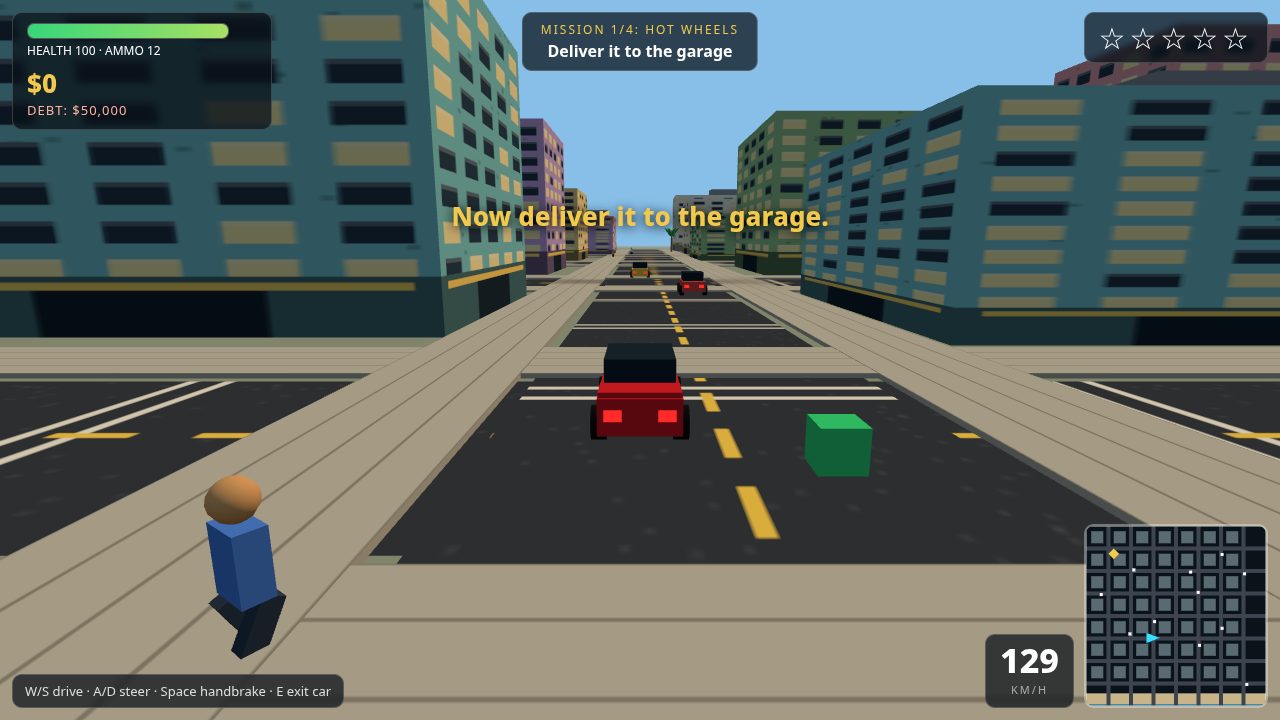 HEALTH 100 · AMMO 12
$0
DEBT: $50,000
MISSION 1/4: HOT WHEELS
Deliver it to the garage
Now deliver it to the garage.
129
KM/H
W/S drive · A/D steer · Space handbrake · E exit car